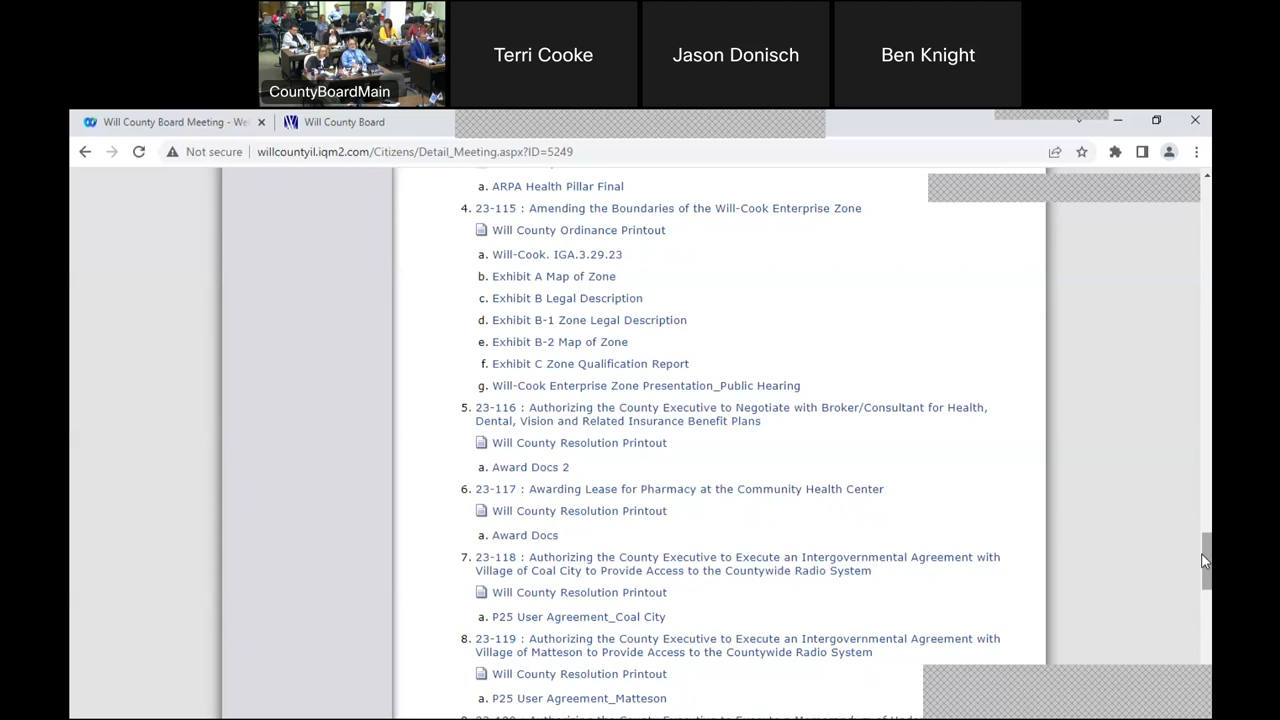 Terri Cooke
Jason Donisch
Ben Knight
CountyBoardMain
Will County Board Meeting - We
Will County Board
Not secure
willcountyil.iqm2.com/Citizens/Detail_Meeting.aspx?ID=5249
a. ARPA Health Pillar Final
4. 23-115 : Amending the Boundaries of the Will-Cook Enterprise Zone
Will County Ordinance Printout
a. Will-Cook. IGA.3.29.23
b. Exhibit A Map of Zone
c. Exhibit B Legal Description
d. Exhibit B-1 Zone Legal Description
e. Exhibit B-2 Map of Zone
f. Exhibit C Zone Qualification Report
g. Will-Cook Enterprise Zone Presentation_Public Hearing
5. 23-116 : Authorizing the County Executive to Negotiate with Broker/Consultant for Health,
Dental, Vision and Related Insurance Benefit Plans
Will County Resolution Printout
a. Award Docs 2
6. 23-117 : Awarding Lease for Pharmacy at the Community Health Center
Will County Resolution Printout
a. Award Docs
7. 23-118 : Authorizing the County Executive to Execute an Intergovernmental Agreement with
Village of Coal City to Provide Access to the Countywide Radio System
Will County Resolution Printout
a. P25 User Agreement_Coal City
8. 23-119 : Authorizing the County Executive to Execute an Intergovernmental Agreement with
Village of Matteson to Provide Access to the Countywide Radio System
Will County Resolution Printout
a. P25 User Agreement_Matteson